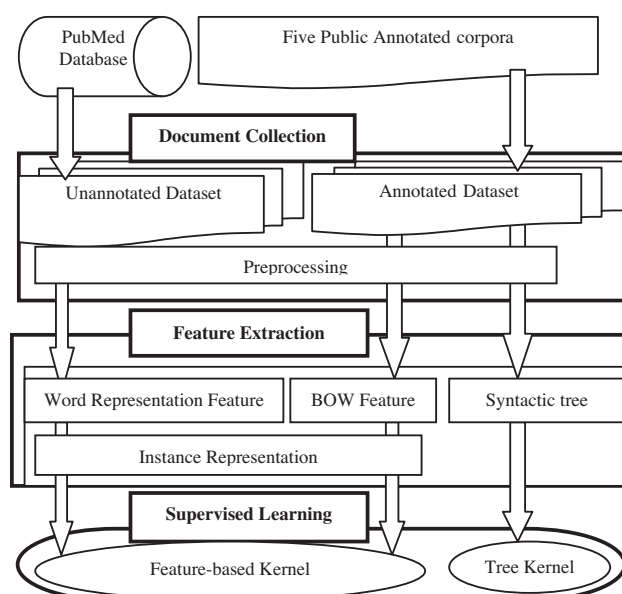 PubMed
Database
Five Public Annotated corpora
Document Collection
Unannotated Dataset
Annotated Dataset
Preprocessing
Feature Extraction
Word Representation Feature
BOW Feature
Syntactic tree
Instance Representation
Supervised Learning
Feature-based Kernel
Tree Kernel